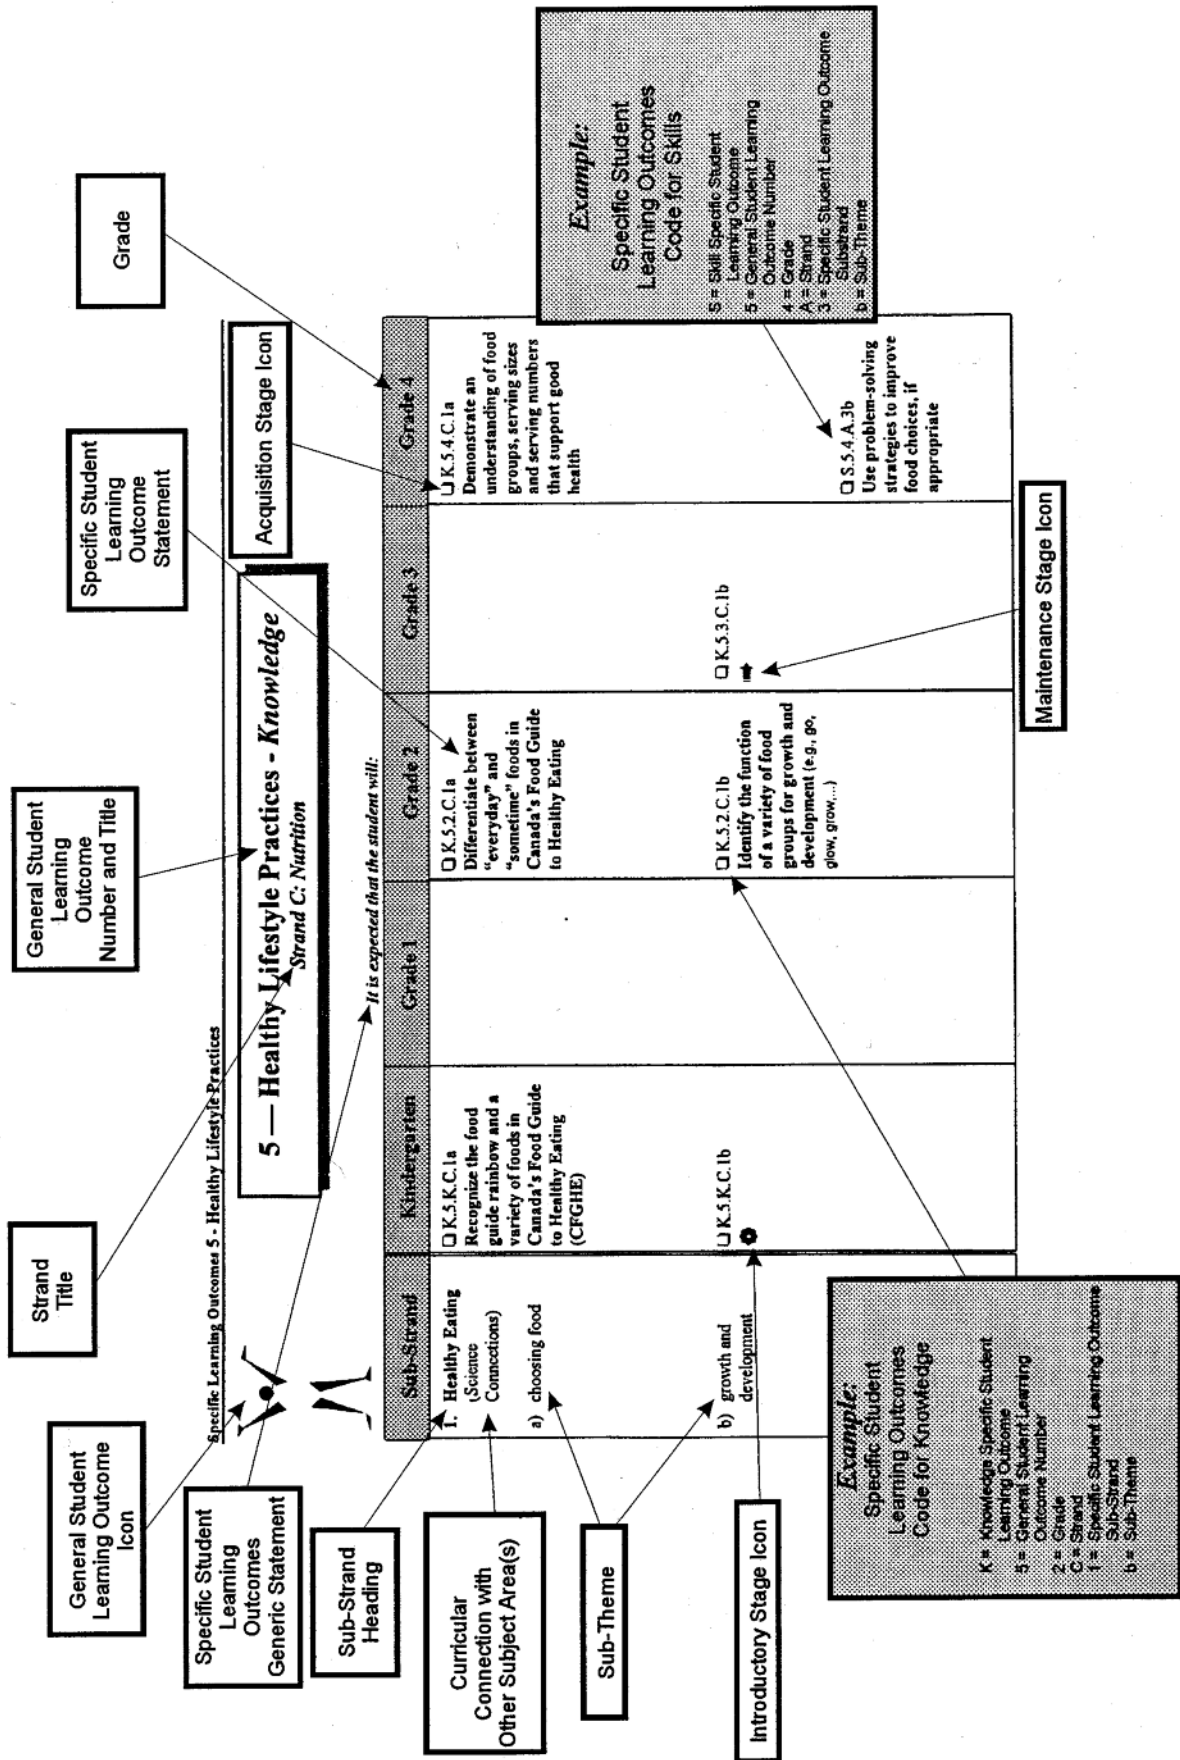 General Student
Learning Outcome
Icon
Strand
Title
General Student
Learning
Outcome
Number and Title
Specific Student
Learning
Outcome
Statement
Grade
Specific Student
Learning
Outcomes
Generic Statement
Specific Learning Outcomes 5 - Healthy Lifestyle Practices
5 — Healthy Lifestyle Practices - Knowledge
Strand C: Nutrition
Acquisition Stage Icon
It is expected that the student will:
Sub-Strand
Heading
Curricular
Connection with
Other Subject Area(s)
Sub-Theme
Introductory Stage Icon
Sub-Strand
1. Healthy Eating
(Science
Connections)
a) choosing food
b) growth and
development
Kindergarten
❑ K.5.K.C.1a
Recognize the food
guide rainbow and a
variety of foods in
Canada's Food Guide
to Healthy Eating
(CFGHE)
❑ K.5.K.C.1b
Grade 1
Grade 2
❑ K.5.2.C.1a
Differentiate between
"everyday" and
"sometime" foods in
Canada's Food Guide
to Healthy Eating
❑ K.5.2.C.1b
Identify the function
of a variety of food
groups for growth and
development (e.g., go,
glow, grow,...)
Grade 3
❑ K.5.3.C.1b
Grade 4
❑ K.5.4.C.1a
Demonstrate an
understanding of food
groups, serving sizes
and serving numbers
that support good
health
❑ S.5.4.A.3b
Use problem-solving
strategies to improve
food choices, if
appropriate
Maintenance Stage Icon
Example:
Specific Student
Learning Outcomes
Code for Knowledge
K = Knowledge Specific Student
Learning Outcome
5 = General Student Learning
Outcome Number
2 = Grade
C = Strand
1 = Specific Student Learning Outcome
Sub-Strand
b = Sub-Theme
Example:
Specific Student
Learning Outcomes
Code for Skills
S = Skill Specific Student
Learning Outcome
5 = General Student Learning
Outcome Number
4 = Grade
A = Strand
3 = Specific Student Learning Outcome
Substrand
b = Sub-Theme